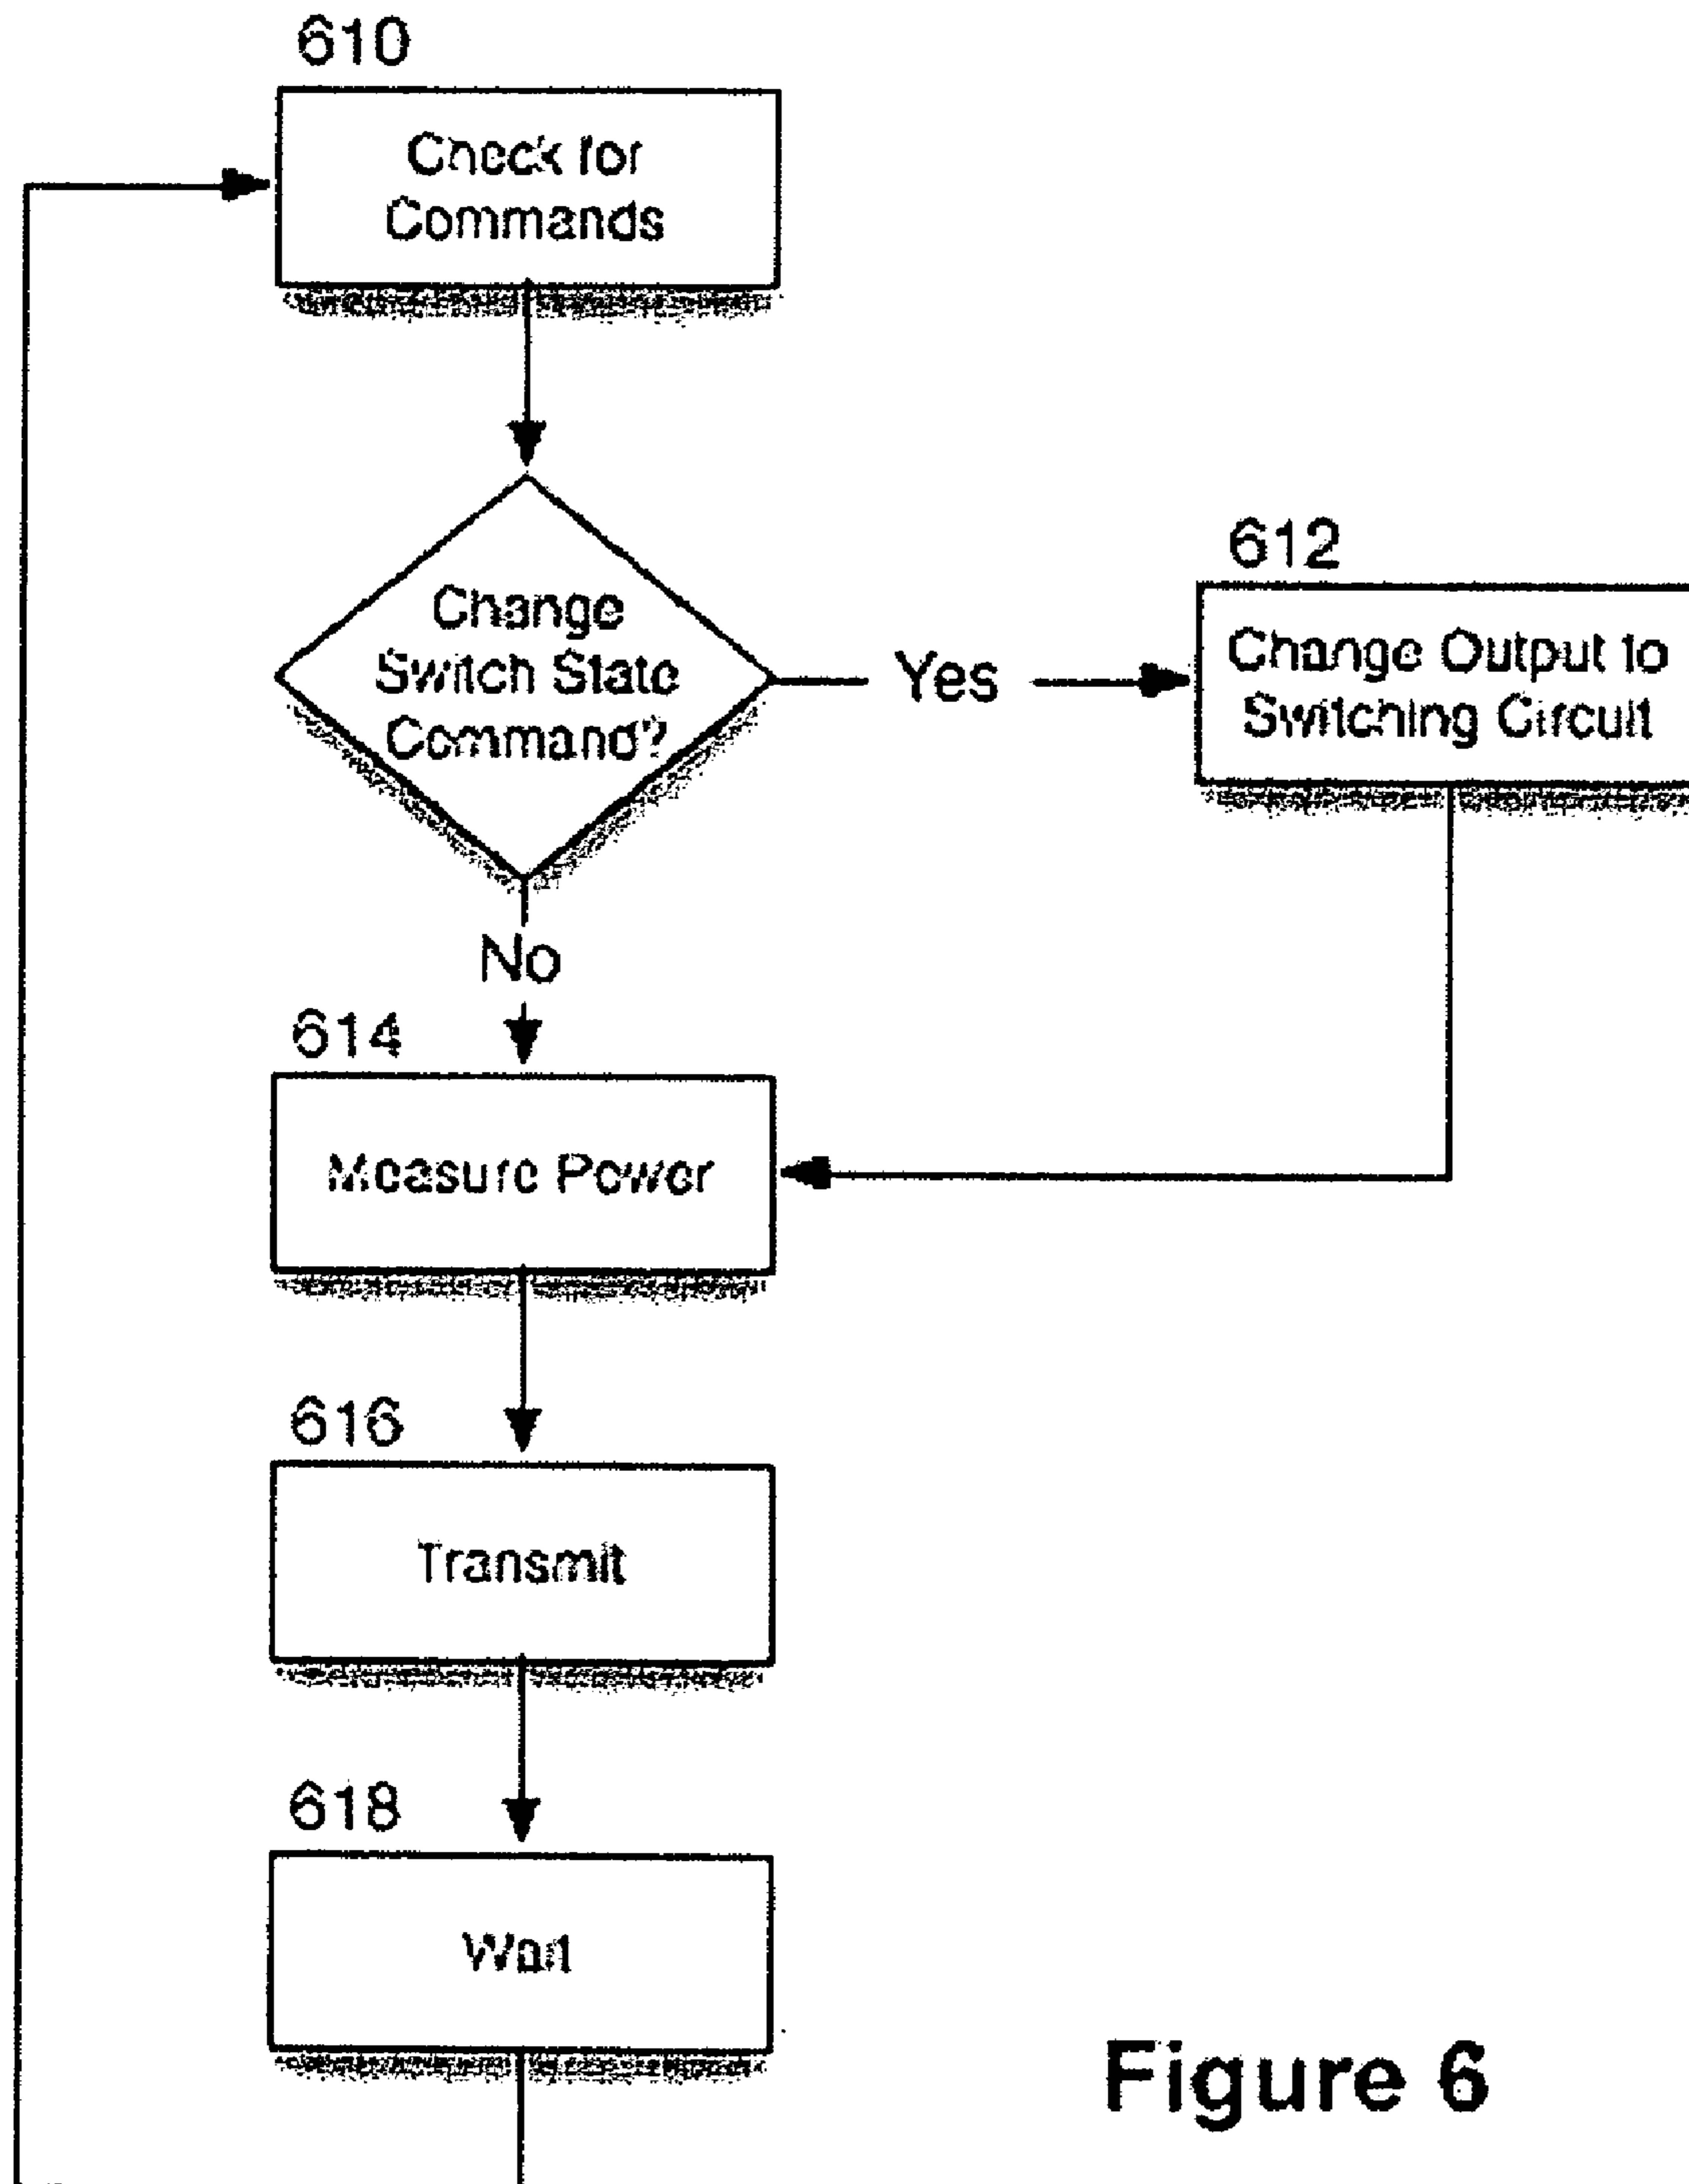 610
Check for
Commands
Change
Switch State
Command?
Yes
612
Change Output to
Switching Circuit
No
614
Measure Power
616
Transmit
618
Wait
Figure 6